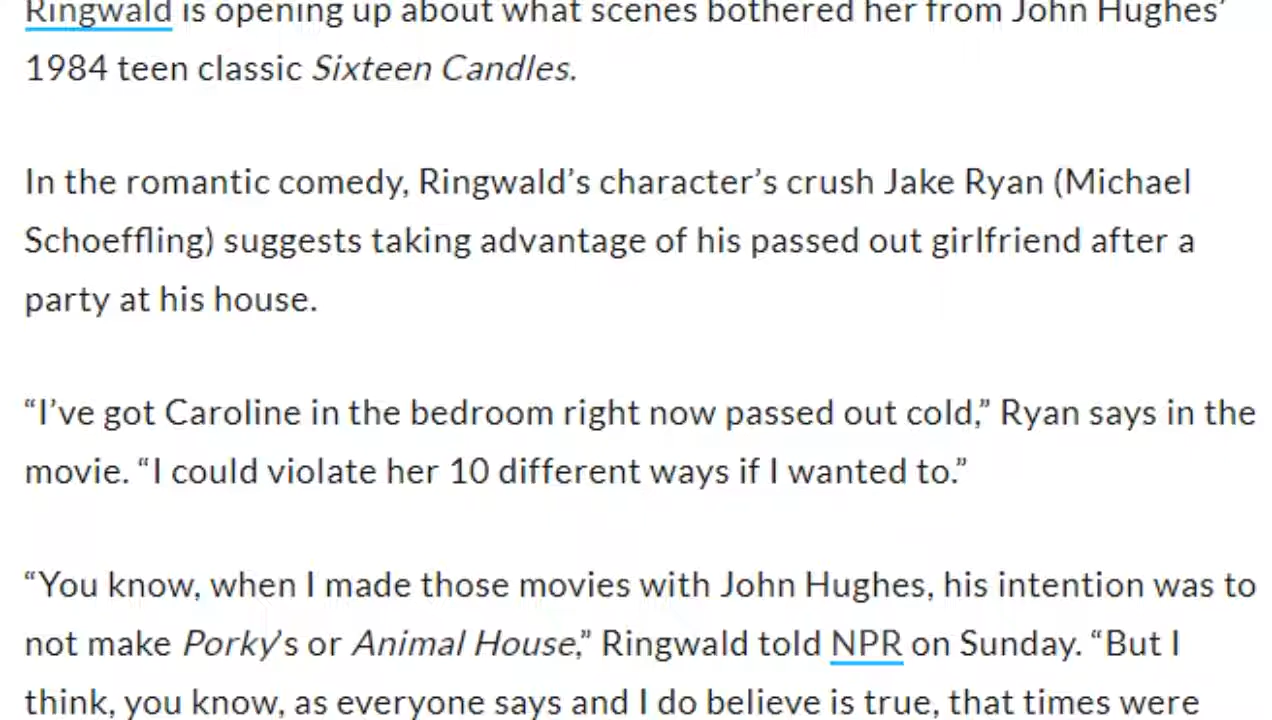 Ringwald is opening up about what scenes bothered her from John Hughes’
1984 teen classic Sixteen Candles.
In the romantic comedy, Ringwald’s character’s crush Jake Ryan (Michael
Schoeffling) suggests taking advantage of his passed out girlfriend after a
party at his house.
“I’ve got Caroline in the bedroom right now passed out cold,” Ryan says in the
movie. “I could violate her 10 different ways if I wanted to.”
“You know, when I made those movies with John Hughes, his intention was to
not make Porky’s or Animal House,” Ringwald told NPR on Sunday. “But I
think, you know, as everyone says and I do believe is true, that times were